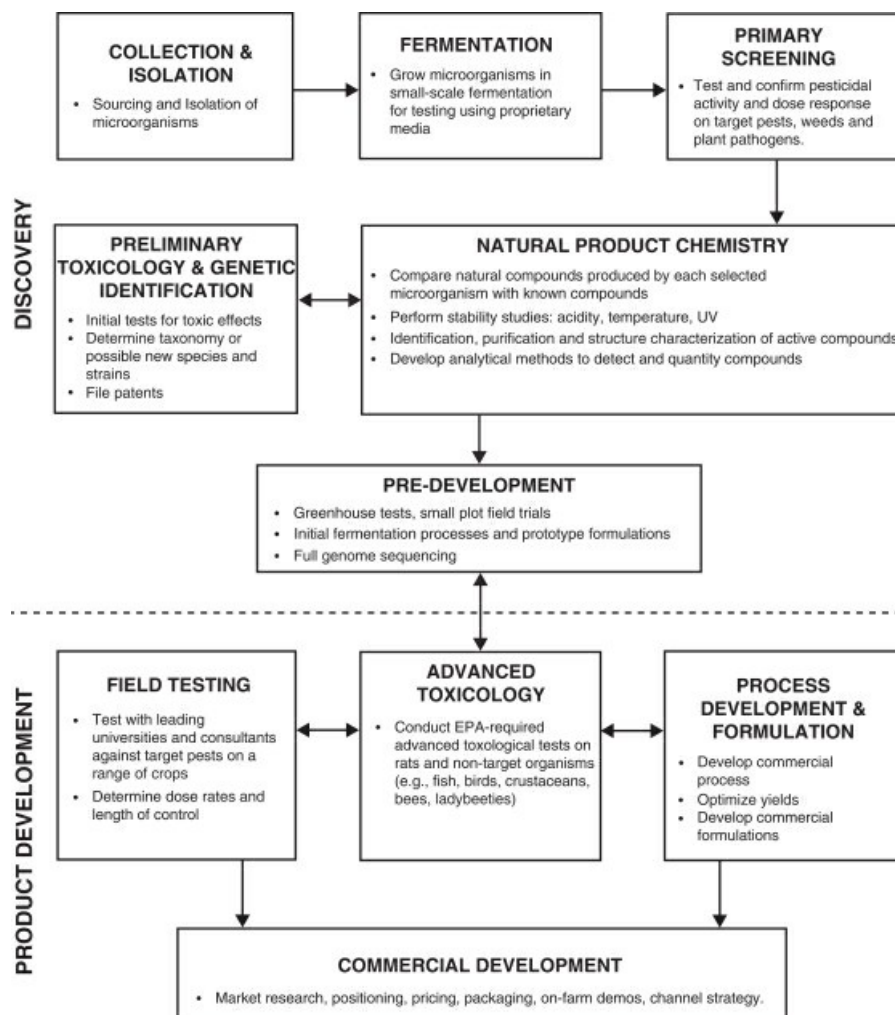 COLLECTION &
ISOLATION
• Sourcing and Isolation of
microorganisms
FERMENTATION
• Grow microorganisms in
small-scale fermentation
for testing using proprietary
media
PRIMARY
SCREENING
• Test and confirm pesticidal
activity and dose response
on target pests, weeds and
plant pathogens.
DISCOVERY
PRELIMINARY
TOXICOLOGY & GENETIC
IDENTIFICATION
• Initial tests for toxic effects
• Determine taxonomy or
possible new species and
strains
• File patents
NATURAL PRODUCT CHEMISTRY
• Compare natural compounds produced by each selected
microorganism with known compounds
• Perform stability studies: acidity, temperature, UV
• Identification, purification and structure characterization of active compounds
• Develop analytical methods to detect and quantity compounds
PRE-DEVELOPMENT
• Greenhouse tests, small plot field trials
• Initial fermentation processes and prototype formulations
• Full genome sequencing
PRODUCT DEVELOPMENT
FIELD TESTING
• Test with leading
universities and consultants
against target pests on a
range of crops
• Determine dose rates and
length of control
ADVANCED
TOXICOLOGY
• Conduct EPA-required
advanced toxological tests on
rats and non-target organisms
(e.g., fish, birds, crustaceans,
bees, ladybeeties)
PROCESS
DEVELOPMENT &
FORMULATION
• Develop commercial
process
• Optimize yields
• Develop commercial
formulations
COMMERCIAL DEVELOPMENT
• Market research, positioning, pricing, packaging, on-farm demos, channel strategy.